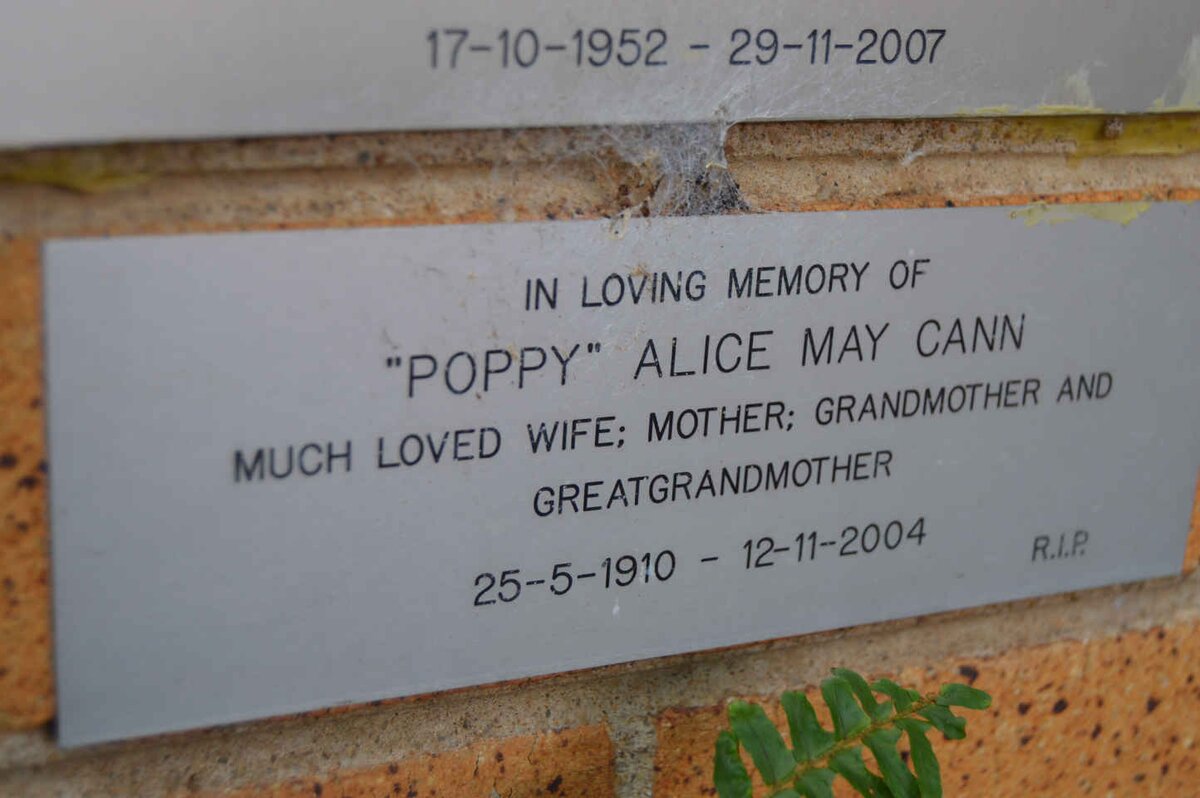 17-10-1952 - 29-11-2007
IN LOVING MEMORY OF
"POPPY" ALICE MAY CANN
MUCH LOVED WIFE; MOTHER; GRANDMOTHER AND
GREATGRANDMOTHER
25-5-1910 - 12-11-2004
R.I.P.